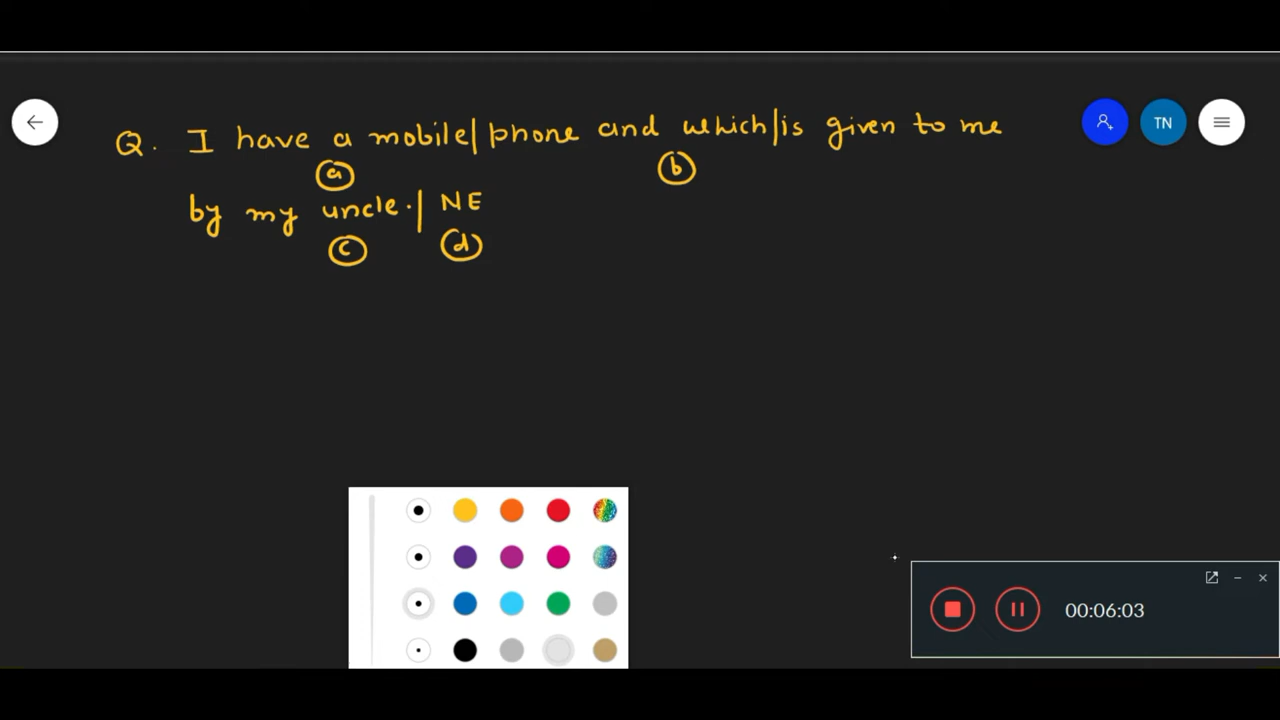 Q. I have a mobile/phone and which/is given to me
a b
by my uncle./ NE
c d
TN
00:06:03